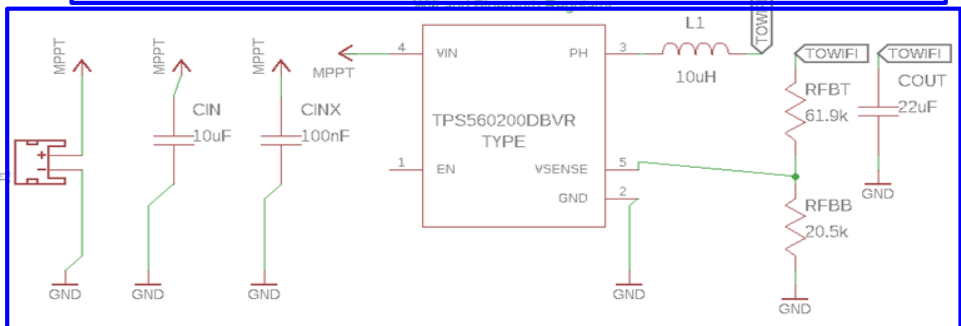 TOWIFI
MPPT
MPPT
MPPT
MPPT
CIN
10uF
CINX
100nF
4
VIN
PH
3
L1
10uH
TPS560200DBVR
TYPE
1
EN
VSENSE
5
GND
2
TOWIFI
TOWIFI
RFBT
61.9k
COUT
22uF
RFBB
20.5k
GND
GND
GND
GND
GND
GND